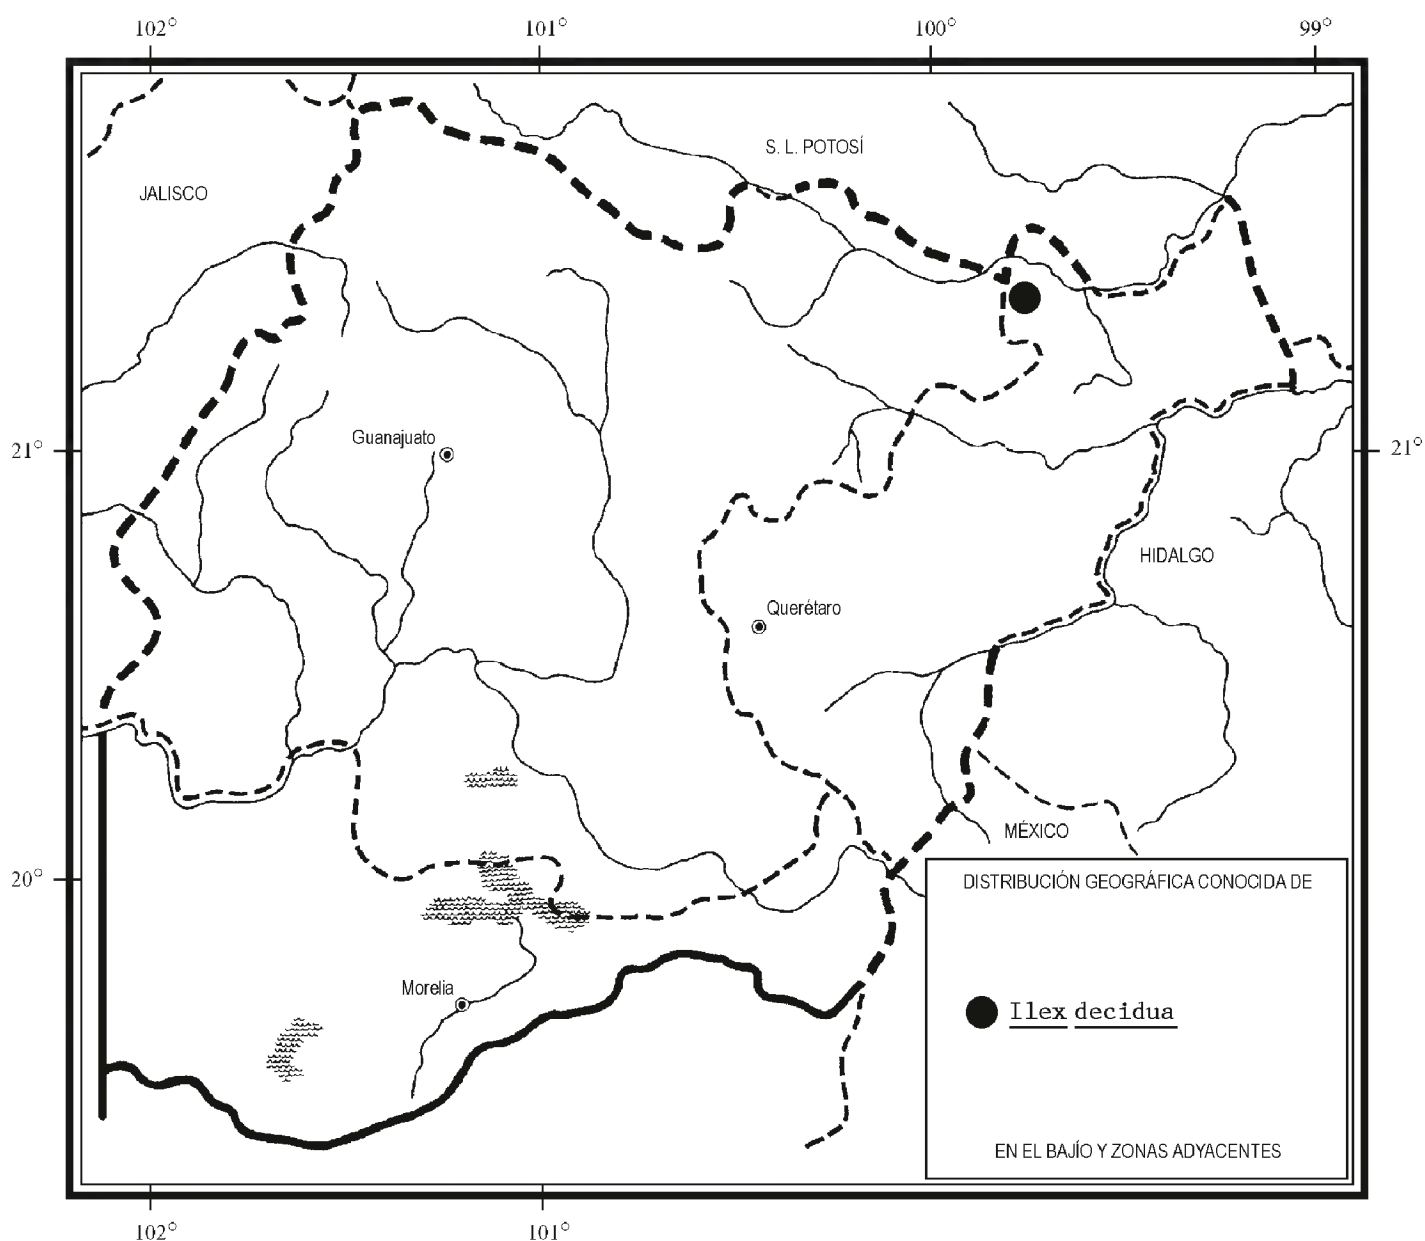 102° 101° 100° 99°
S. L. POTOSÍ
JALISCO
Guanajuato
21° 21°
HIDALGO
Querétaro
MÉXICO
20°
DISTRIBUCIÓN GEOGRÁFICA CONOCIDA DE
Morelia
Ilex decidua
EN EL BAJÍO Y ZONAS ADYACENTES
102° 101°